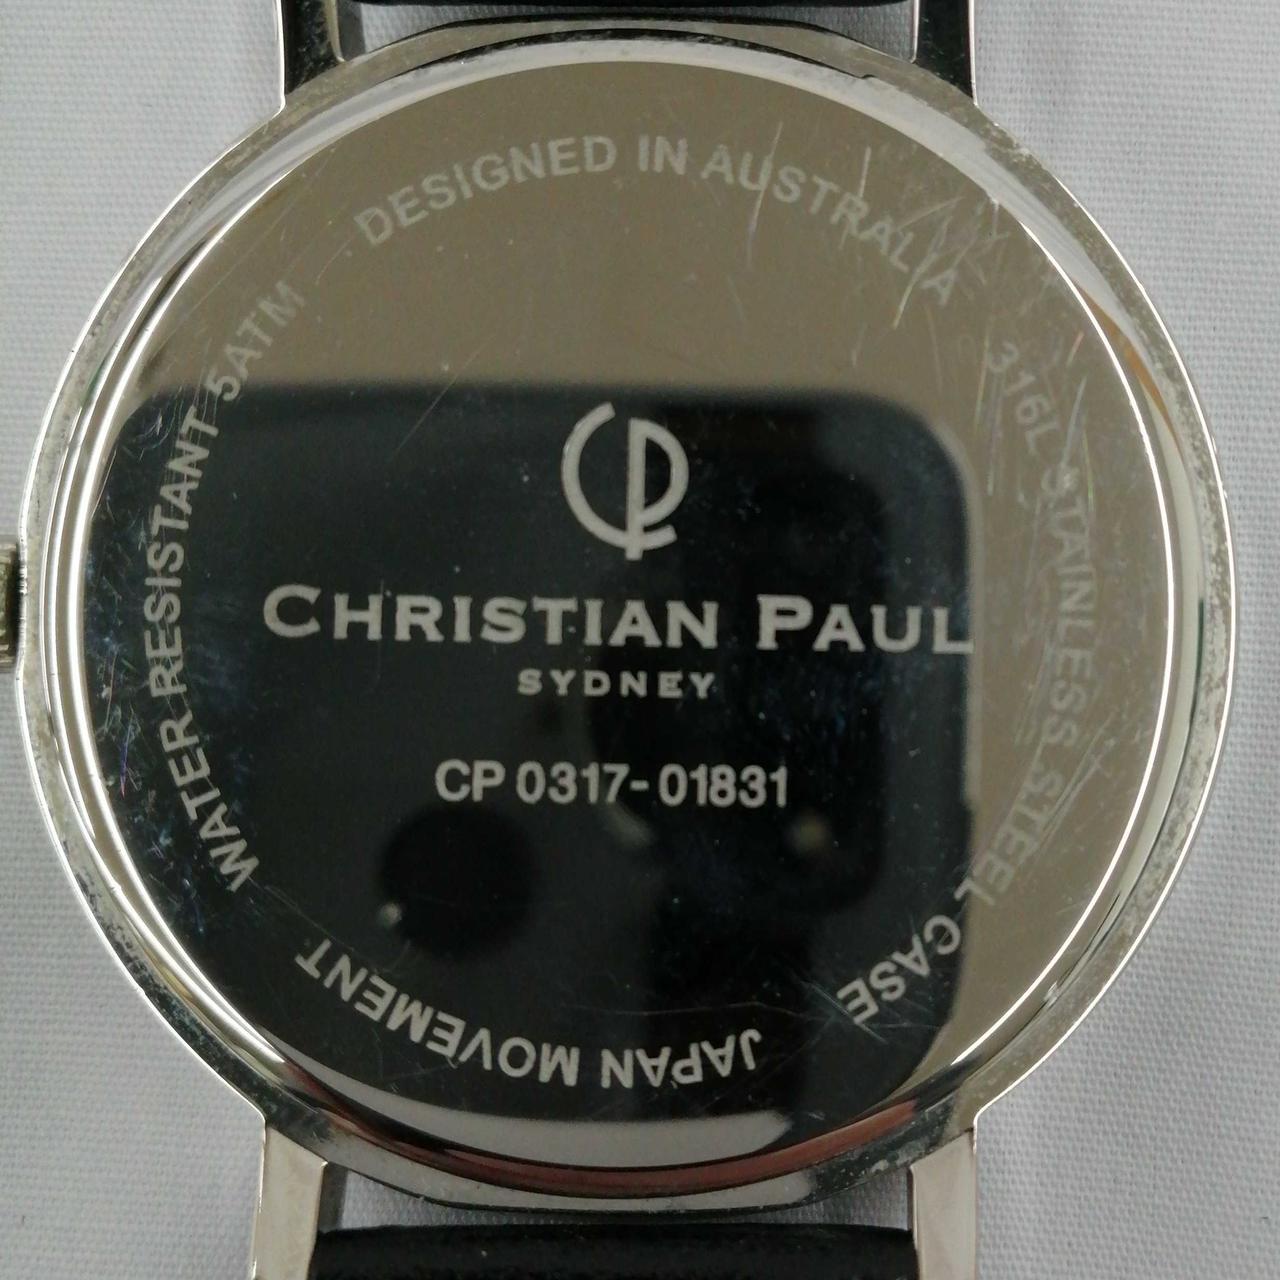 DESIGNED IN AUSTRALIA
316L STAINLESS STEEL CASE
JAPAN MOVEMENT
WATER RESISTANT 5ATM
CP
CHRISTIAN PAUL
SYDNEY
CP 0317-01831